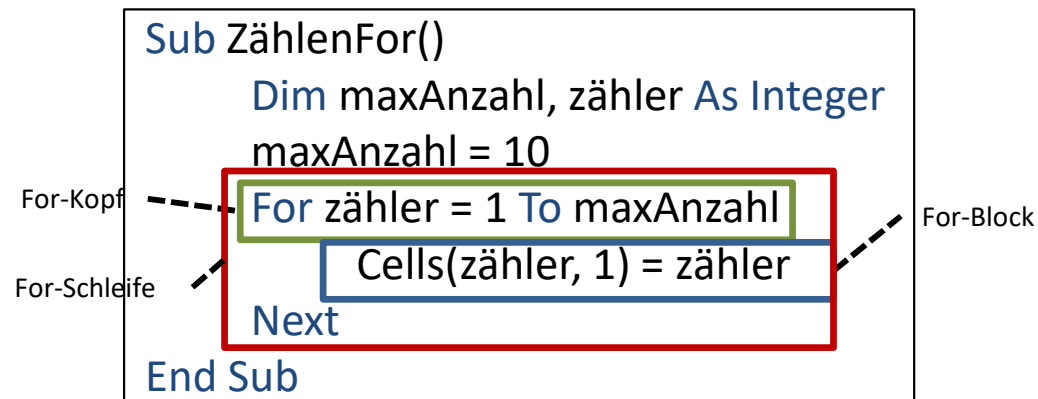 Sub ZählenFor()
Dim maxAnzahl, zähler As Integer
maxAnzahl = 10
For-Kopf
For zähler = 1 To maxAnzahl
For-Block
Cells(zähler, 1) = zähler
For-Schleife
Next
End Sub